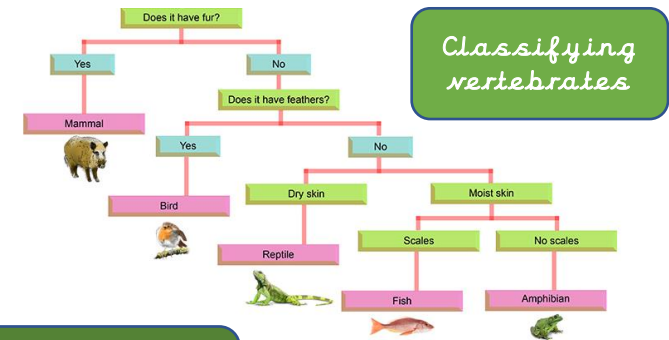 Does it have fur?
Classifying
vertebrates
Yes
No
Does it have feathers?
Mammal
Yes
No
Bird
Dry skin
Moist skin
Reptile
Scales
No scales
Fish
Amphibian